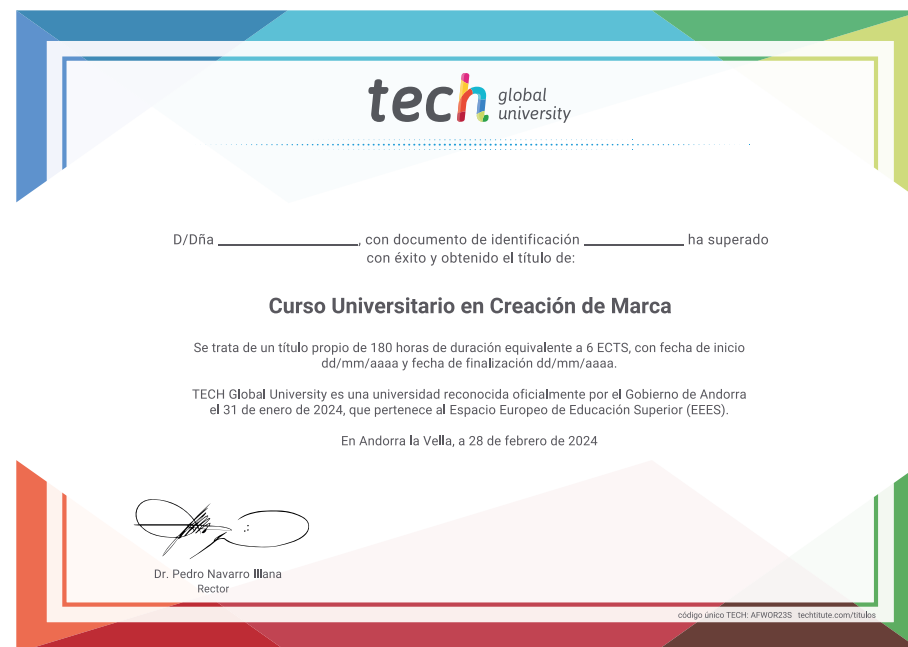 tech global university
D/Dña ____________________, con documento de identificación ______________ ha superado
con éxito y obtenido el título de:
Curso Universitario en Creación de Marca
Se trata de un título propio de 180 horas de duración equivalente a 6 ECTS, con fecha de inicio
dd/mm/aaaa y fecha de finalización dd/mm/aaaa.
TECH Global University es una universidad reconocida oficialmente por el Gobierno de Andorra
el 31 de enero de 2024, que pertenece al Espacio Europeo de Educación Superior (EEES).
En Andorra la Vella, a 28 de febrero de 2024
Dr. Pedro Navarro Illana
Rector
código único TECH: AFWOR23S techtitute.com/titulos